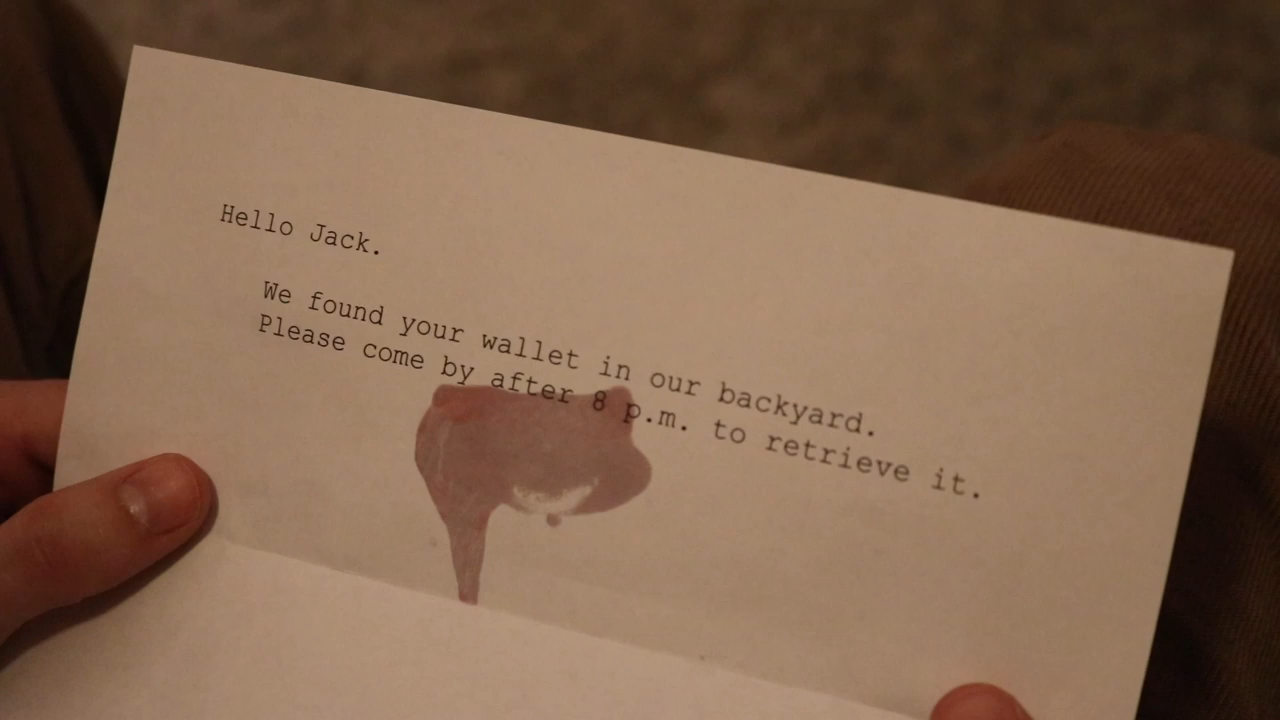 Hello Jack.
We found your wallet in our backyard.
Please come by after 8 p.m. to retrieve it.